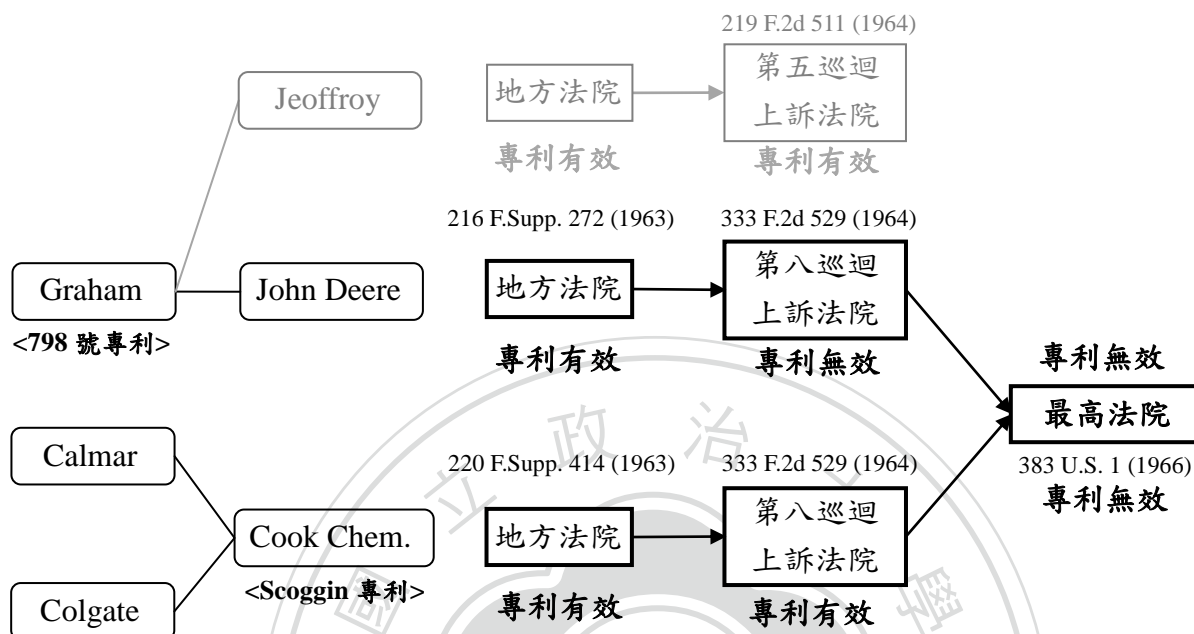 219 F.2d 511 (1964)
Jeoffroy
地方法院
第五巡迴
上訴法院
專利有效
專利有效
216 F.Supp. 272 (1963)
333 F.2d 529 (1964)
Graham
<798 號專利>
John Deere
地方法院
第八巡迴
上訴法院
專利有效
專利無效
專利無效
最高法院
383 U.S. 1 (1966)
專利無效
Calmar
220 F.Supp. 414 (1963)
333 F.2d 529 (1964)
Cook Chem.
<Scoggin 專利>
地方法院
第八巡迴
上訴法院
Colgate
專利有效
專利有效
國立政治
學